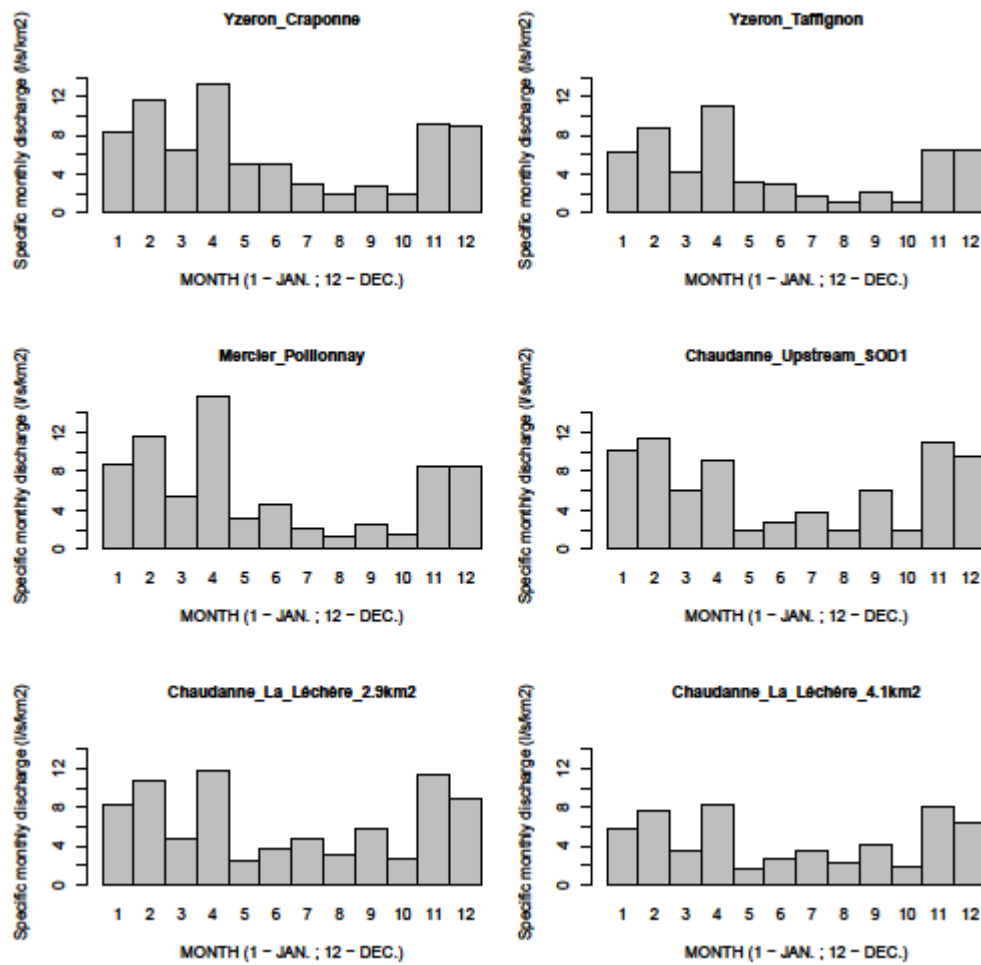 Yzeron_Craponne
Specific monthly discharge (l/s/km2)
0 4 8 12
1 2 3 4 5 6 7 8 9 10 11 12
MONTH (1 − JAN. ; 12 − DEC.)
Yzeron_Taffignon
Specific monthly discharge (l/s/km2)
0 4 8 12
1 2 3 4 5 6 7 8 9 10 11 12
MONTH (1 − JAN. ; 12 − DEC.)
Mercier_Pollionnay
Specific monthly discharge (l/s/km2)
0 4 8 12
1 2 3 4 5 6 7 8 9 10 11 12
MONTH (1 − JAN. ; 12 − DEC.)
Chaudanne_Upstream_SOD1
Specific monthly discharge (l/s/km2)
0 4 8 12
1 2 3 4 5 6 7 8 9 10 11 12
MONTH (1 − JAN. ; 12 − DEC.)
Chaudanne_La_Léchère_2.9km2
Specific monthly discharge (l/s/km2)
0 4 8 12
1 2 3 4 5 6 7 8 9 10 11 12
MONTH (1 − JAN. ; 12 − DEC.)
Chaudanne_La_Léchère_4.1km2
Specific monthly discharge (l/s/km2)
0 4 8 12
1 2 3 4 5 6 7 8 9 10 11 12
MONTH (1 − JAN. ; 12 − DEC.)